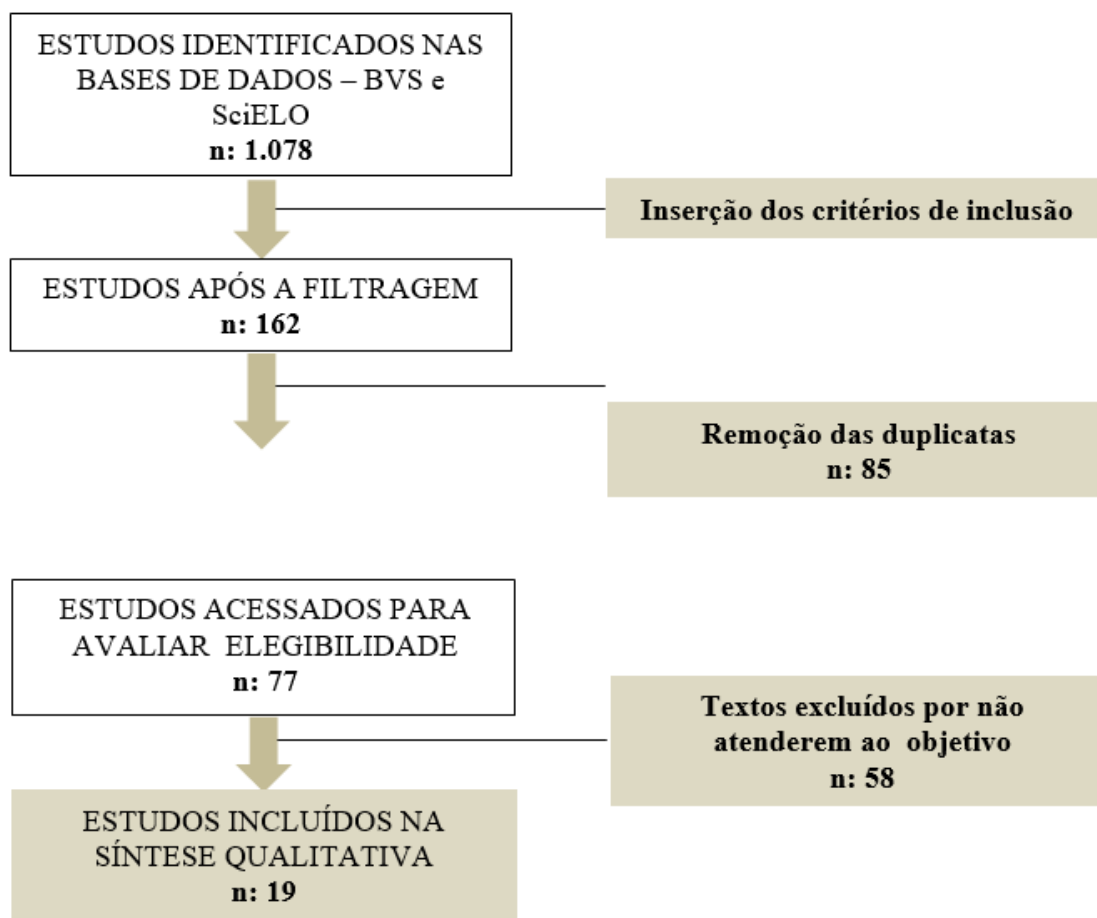 ESTUDOS IDENTIFICADOS NAS
BASES DE DADOS – BVS e
SciELO
n: 1.078
Inserção dos critérios de inclusão
ESTUDOS APÓS A FILTRAGEM
n: 162
Remoção das duplicatas
n: 85
ESTUDOS ACESSADOS PARA
AVALIAR ELEGIBILIDADE
n: 77
Textos excluídos por não
atenderem ao objetivo
n: 58
ESTUDOS INCLUÍDOS NA
SÍNTESE QUALITATIVA
n: 19